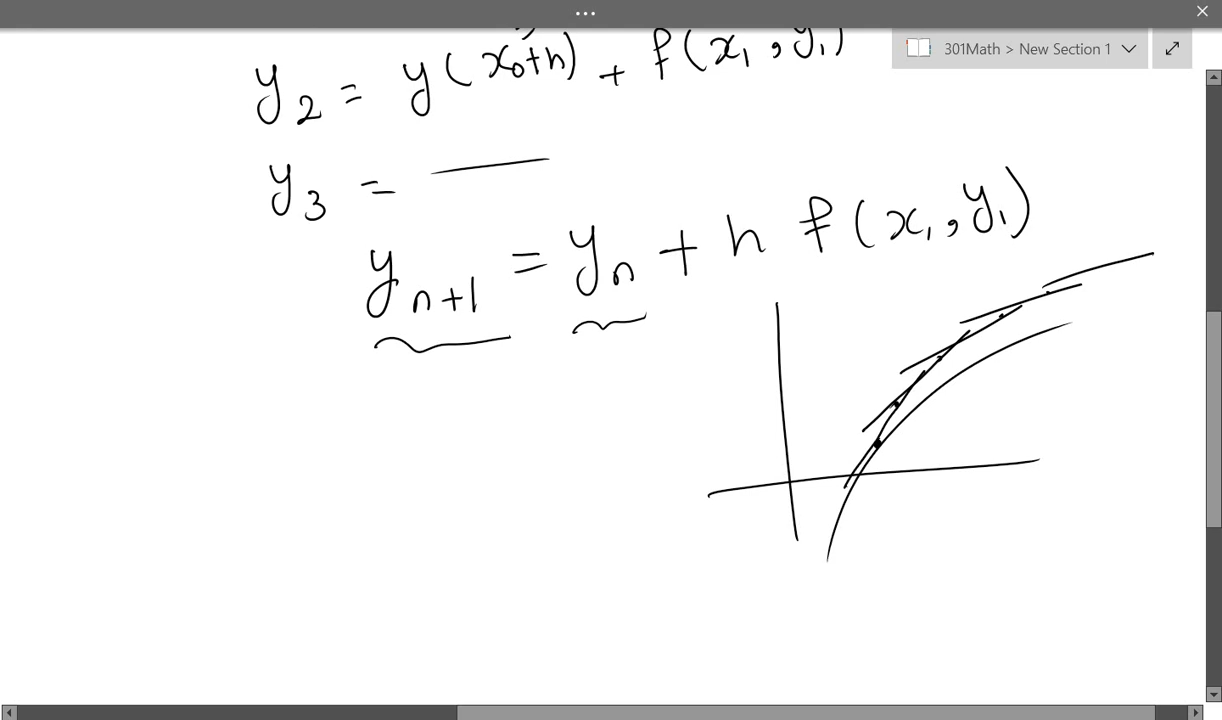 301Math > New Section 1
y₂ = y(x₀+h) + f(x₁, y₁)
y₃ =
yₙ₊₁ = yₙ + h f(x₁, y₁)